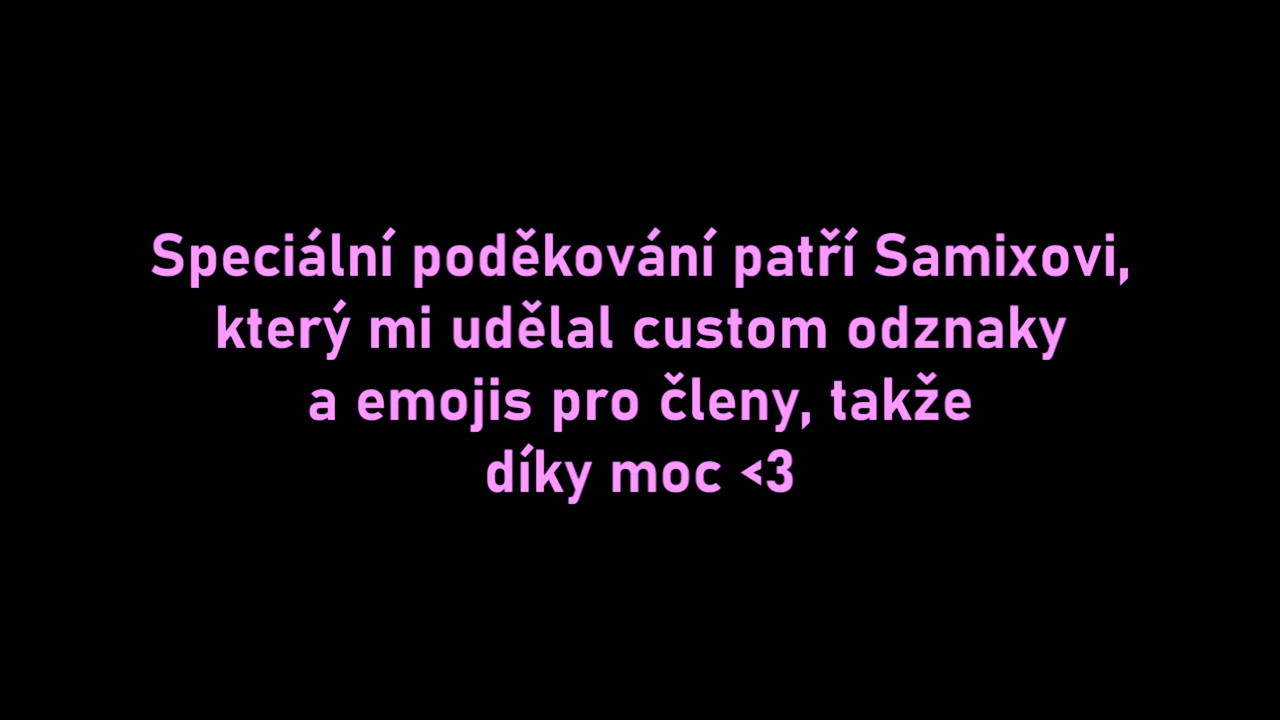 Speciální poděkování patří Samixovi,
který mi udělal custom odznaky
a emojis pro členy, takže
díky moc <3